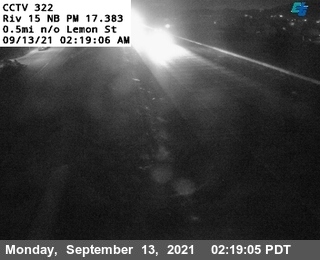 CCTV 322
Riv 15 NB PM 17.383
0.5mi n/o Lemon St
09/13/21 02:19:06 AM
Monday, September 13, 2021 02:19:05 PDT